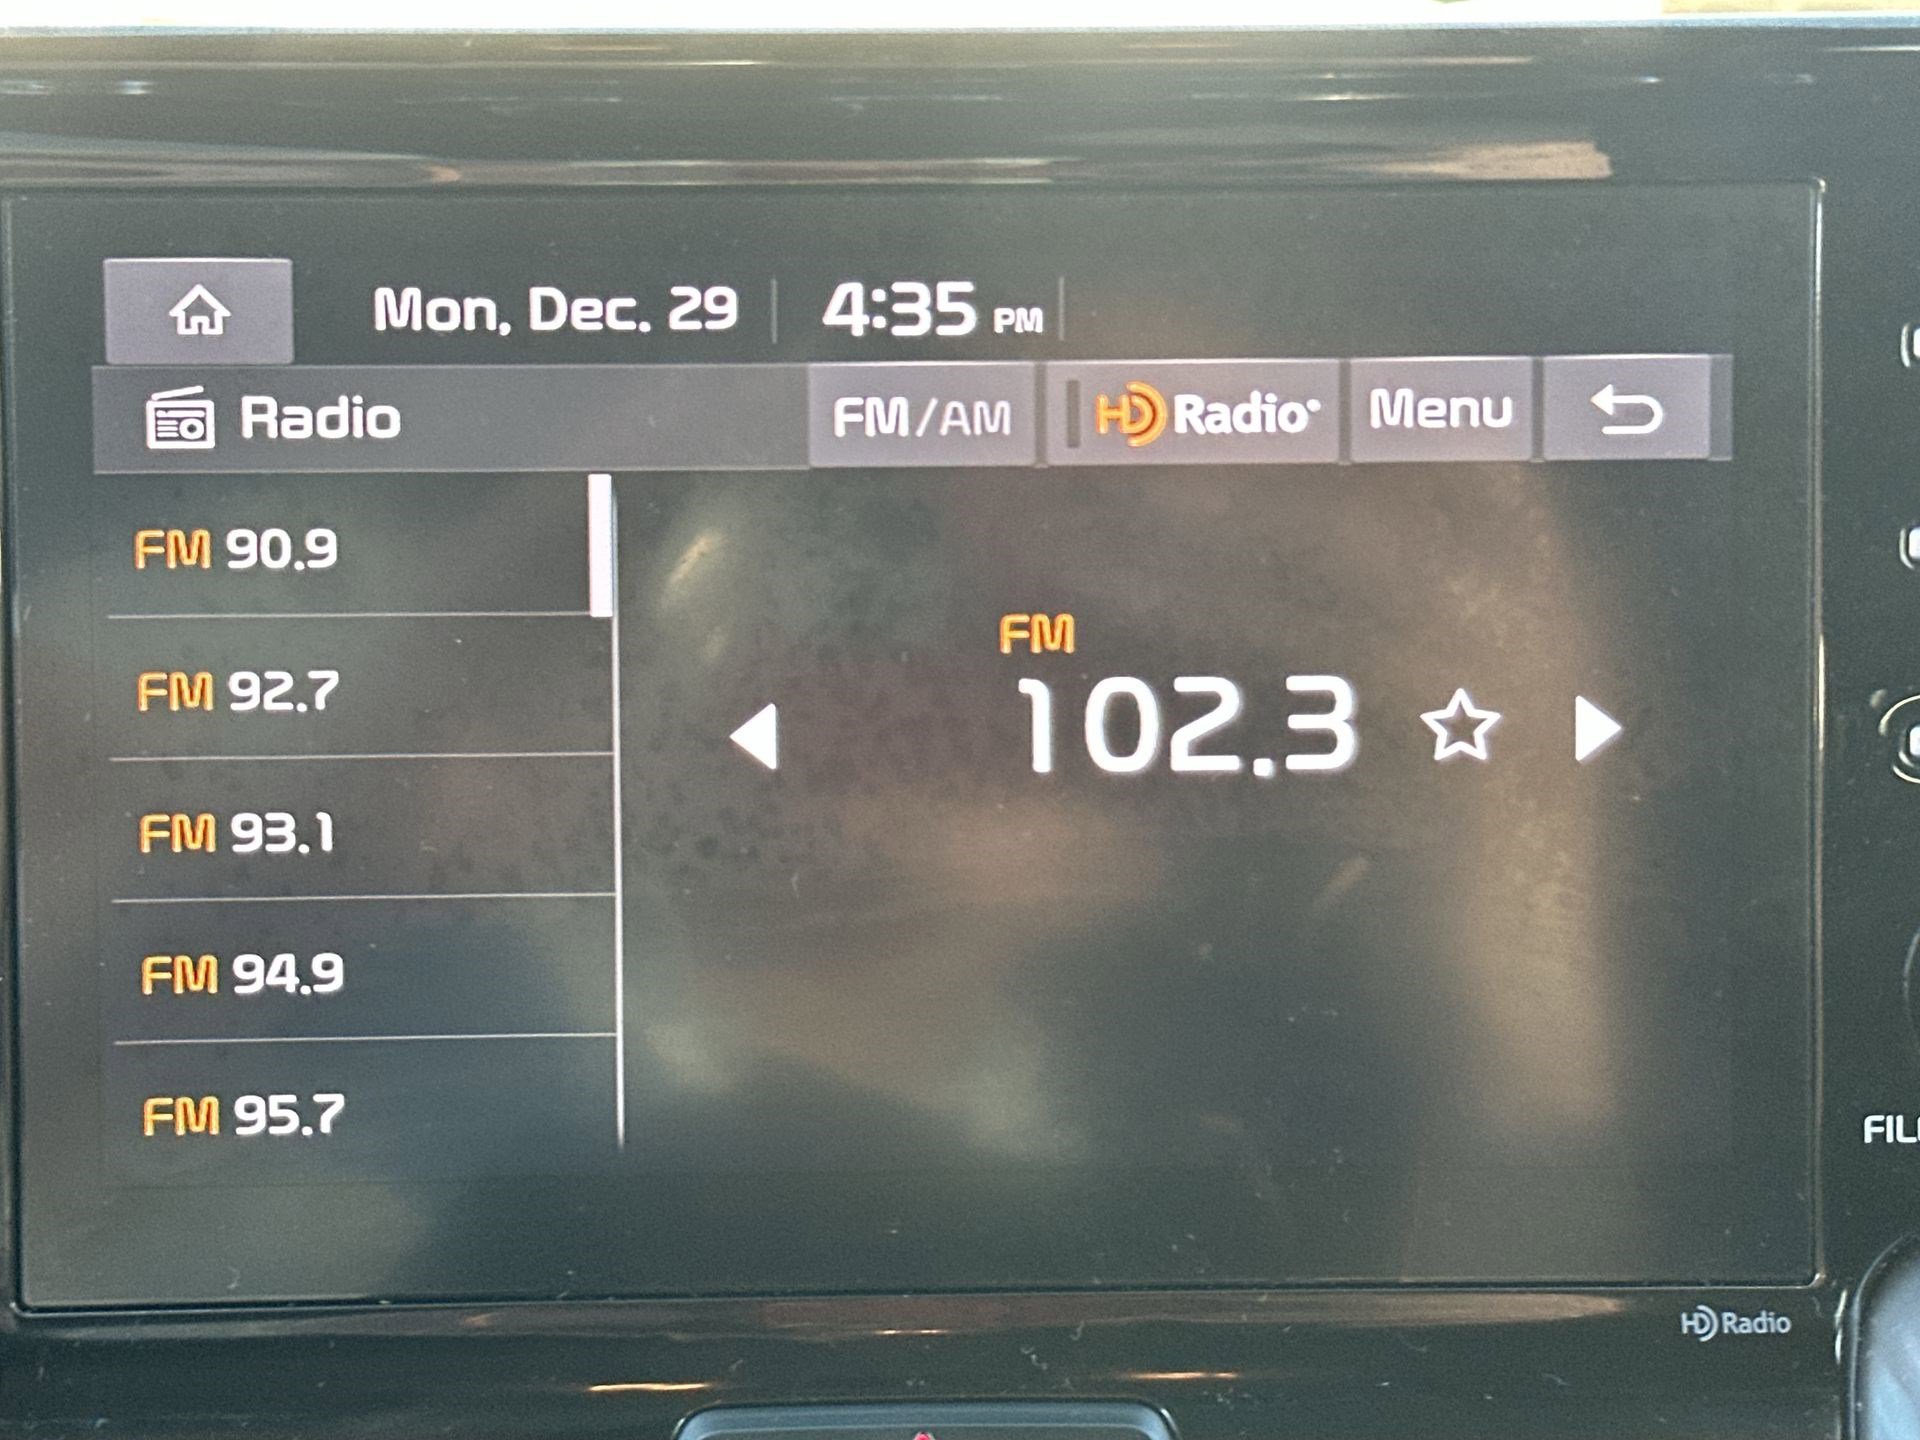 Mon, Dec. 29 4:35 PM
Radio FM/AM HD Radio Menu
FM 90.9
FM 92.7
FM 93.1
FM 94.9
FM 95.7
FM
102.3
HD Radio